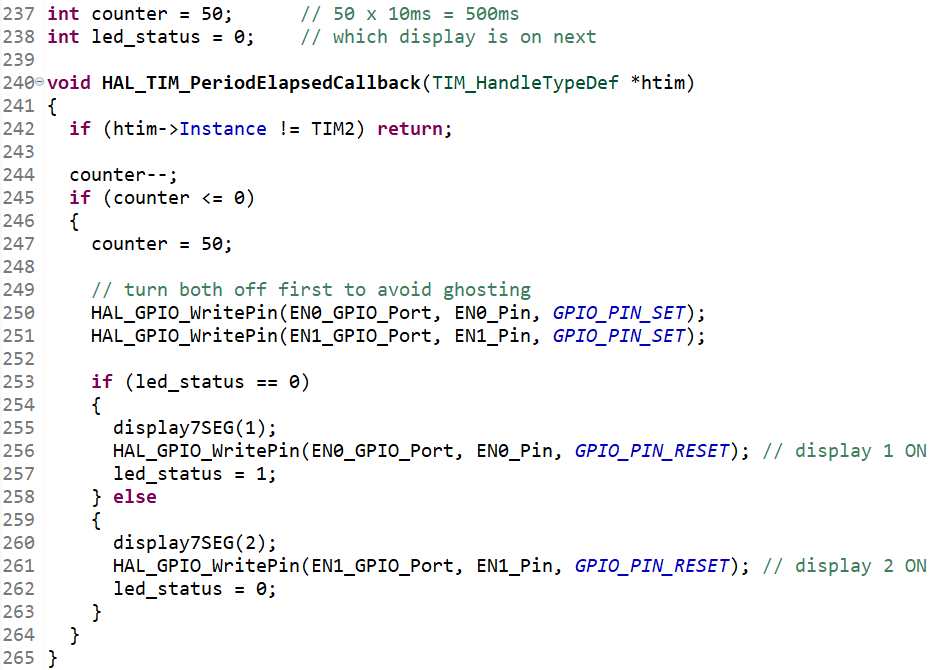 237 int counter = 50;      // 50 x 10ms = 500ms
238 int led_status = 0;    // which display is on next
239
240 void HAL_TIM_PeriodElapsedCallback(TIM_HandleTypeDef *htim)
241 {
242   if (htim->Instance != TIM2) return;
243
244   counter--;
245   if (counter <= 0)
246   {
247     counter = 50;
248
249     // turn both off first to avoid ghosting
250     HAL_GPIO_WritePin(EN0_GPIO_Port, EN0_Pin, GPIO_PIN_SET);
251     HAL_GPIO_WritePin(EN1_GPIO_Port, EN1_Pin, GPIO_PIN_SET);
252
253     if (led_status == 0)
254     {
255       display7SEG(1);
256       HAL_GPIO_WritePin(EN0_GPIO_Port, EN0_Pin, GPIO_PIN_RESET); // display 1 ON
257       led_status = 1;
258     } else
259     {
260       display7SEG(2);
261       HAL_GPIO_WritePin(EN1_GPIO_Port, EN1_Pin, GPIO_PIN_RESET); // display 2 ON
262       led_status = 0;
263     }
264   }
265 }